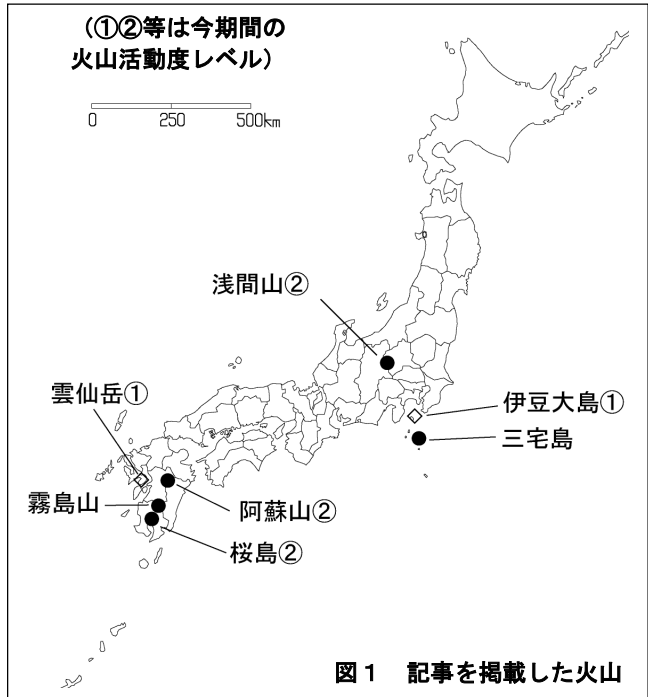 (①②等は今期間の
火山活動度レベル)
0 250 500km
浅間山②
雲仙岳①
伊豆大島①
三宅島
霧島山
阿蘇山②
桜島②
図1 記事を掲載した火山